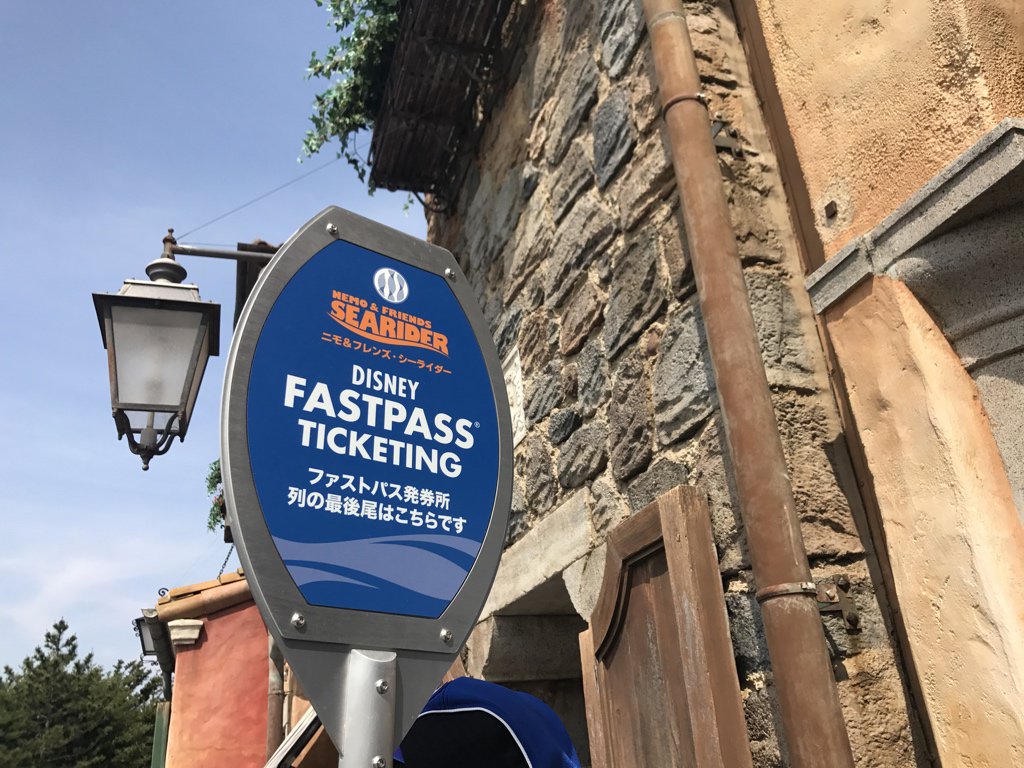 NEMO & FRIENDS
SEARIDER
ニモ&フレンズ・シーライダー
DISNEY
FASTPASS®
TICKETING
ファストパス発券所
列の最後尾はこちらです